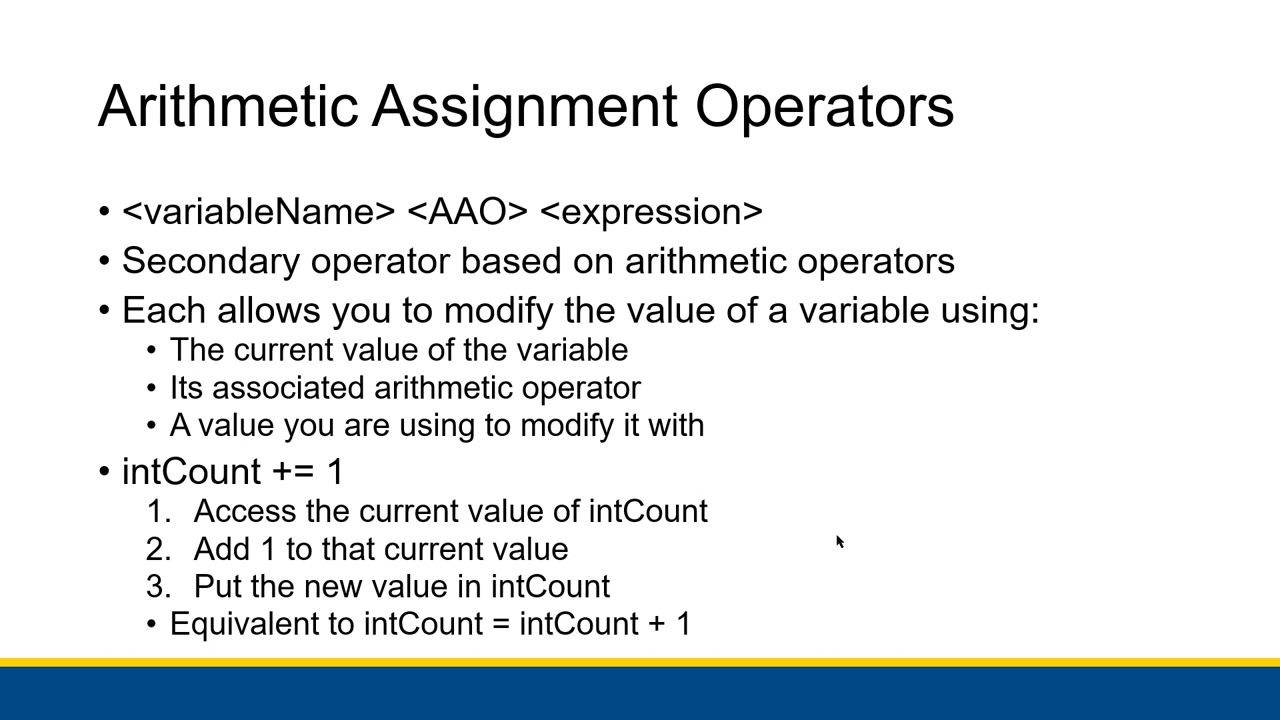 Arithmetic Assignment Operators
• <variableName> <AAO> <expression>
• Secondary operator based on arithmetic operators
• Each allows you to modify the value of a variable using:
• The current value of the variable
• Its associated arithmetic operator
• A value you are using to modify it with
• intCount += 1
1. Access the current value of intCount
2. Add 1 to that current value
3. Put the new value in intCount
• Equivalent to intCount = intCount + 1